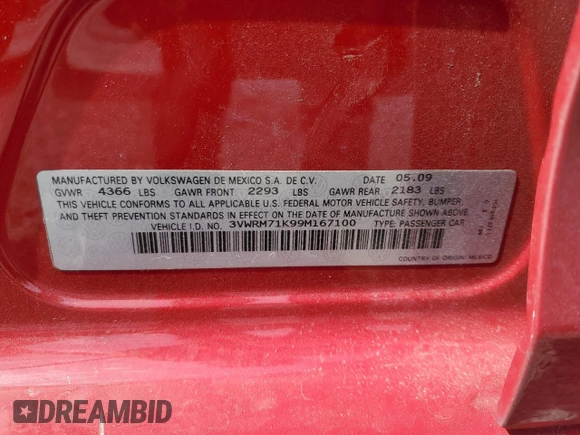 MANUFACTURED BY VOLKSWAGEN DE MEXICO S.A. DE C.V. DATE 05.09
GVWR 4366 LBS GAWR FRONT 2293 LBS GAWR REAR 2183 LBS
THIS VEHICLE CONFORMS TO ALL APPLICABLE U.S. FEDERAL MOTOR VEHICLE SAFETY, BUMPER
AND THEFT PREVENTION STANDARDS IN EFFECT ON THE DATE OF MANUFACTURE SHOWN ABOVE.
VEHICLE I.D. NO. 3VWRM71K99M167100 TYPE: PASSENGER CAR
COUNTRY OF ORIGIN: MEXICO
DREAMBID